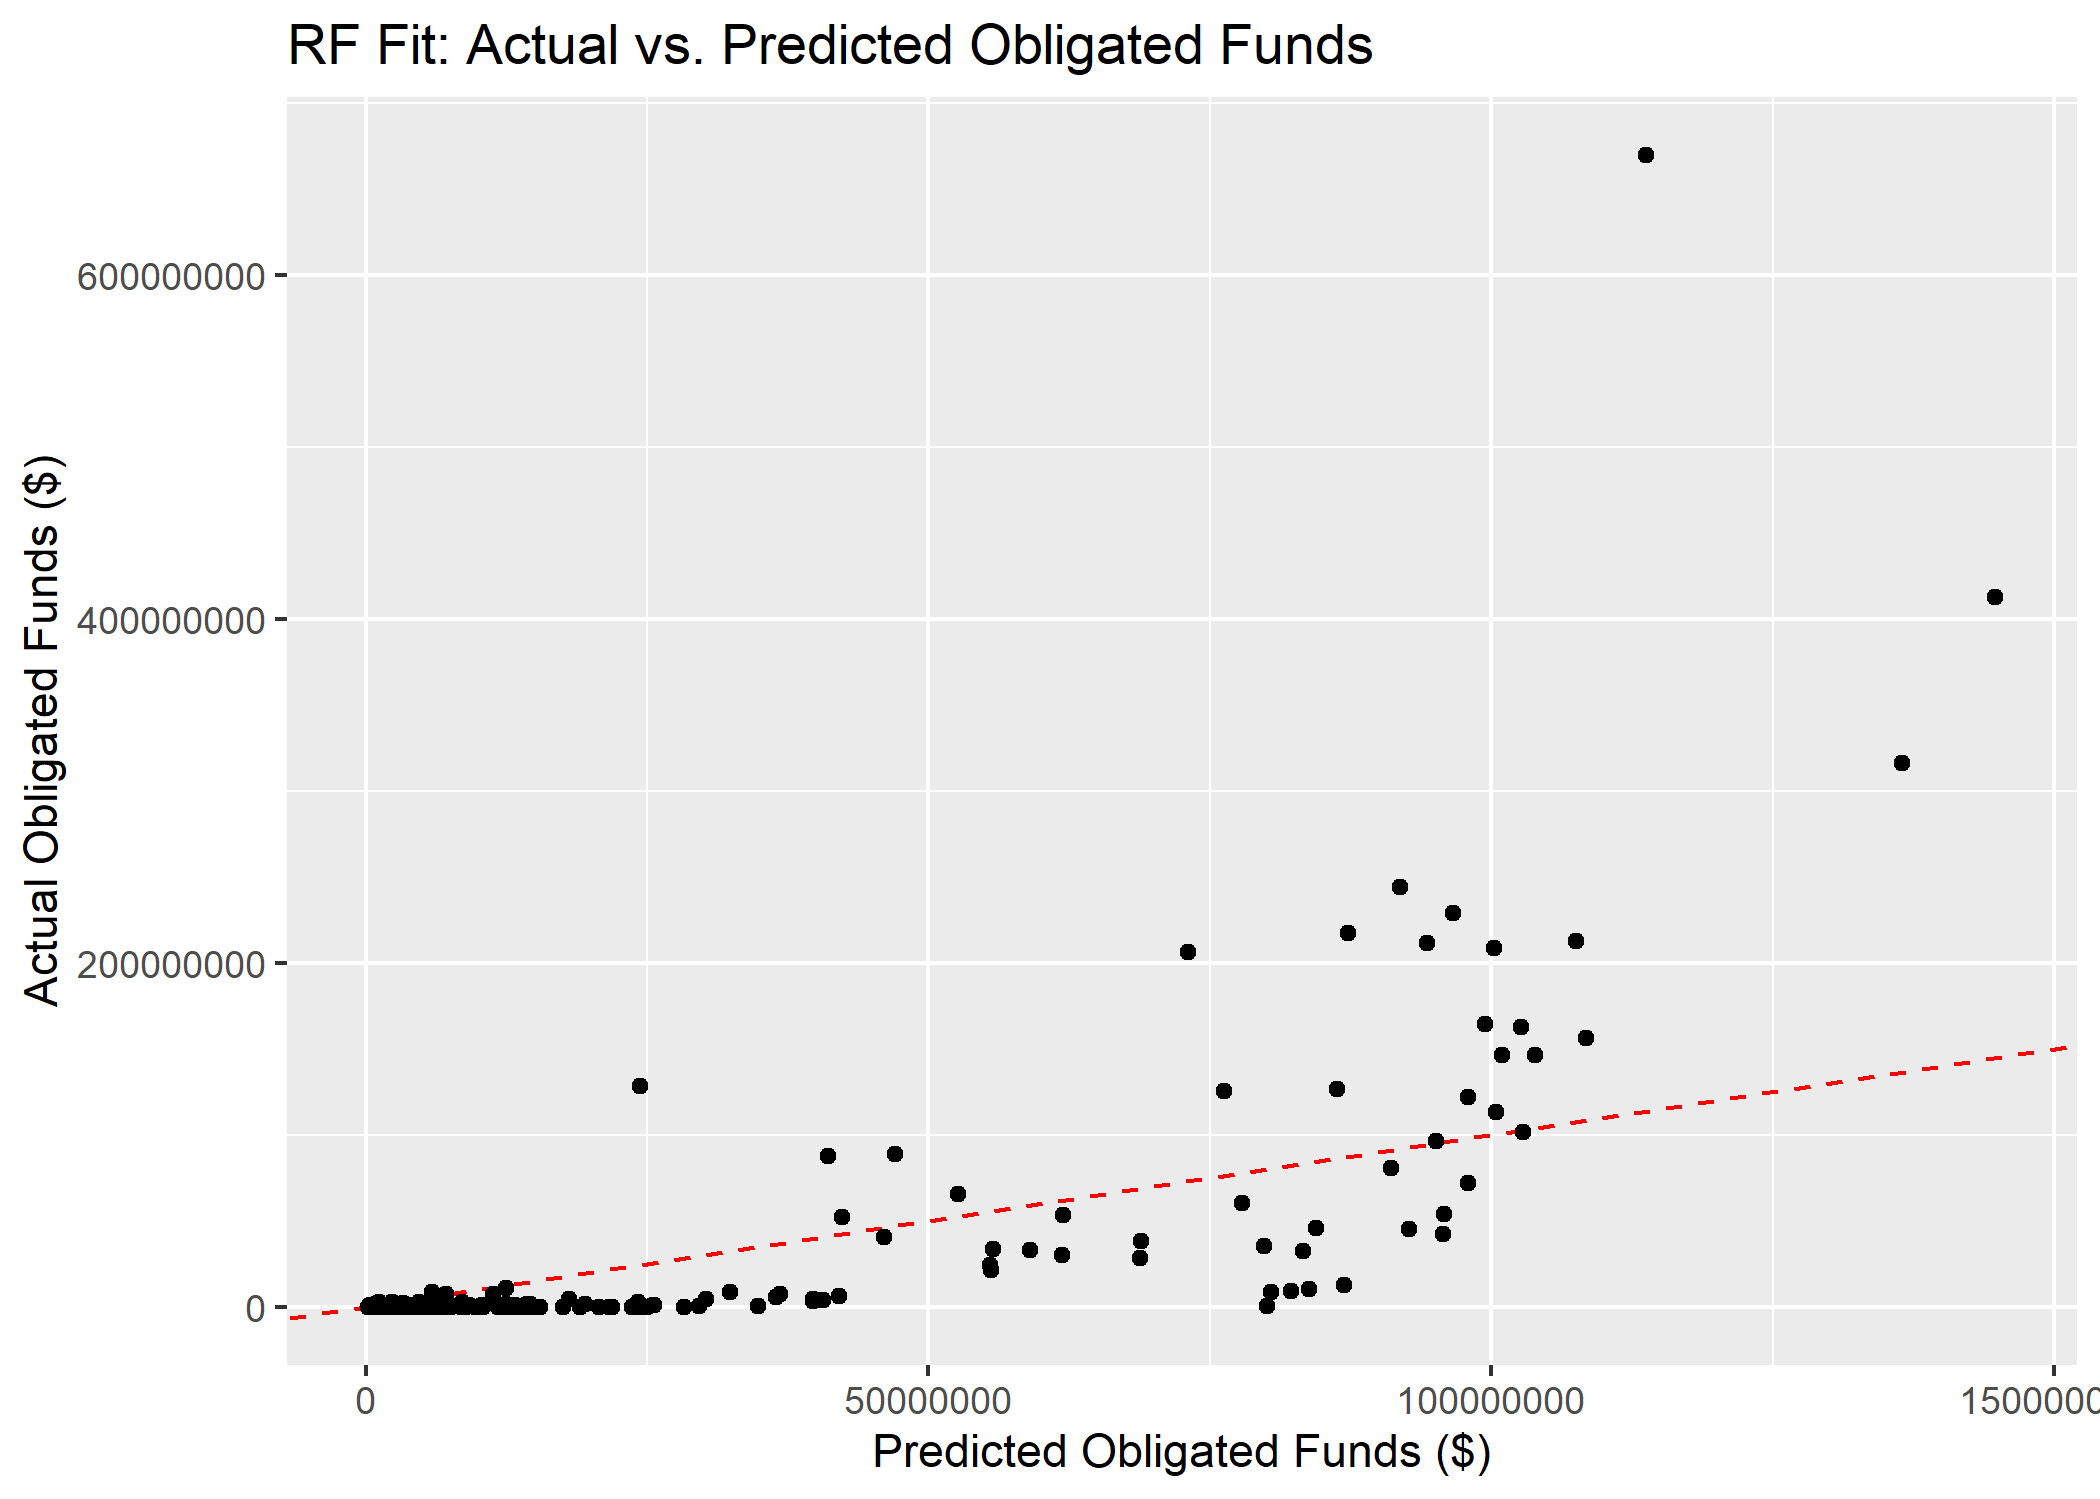 RF Fit: Actual vs. Predicted Obligated Funds
Actual Obligated Funds ($)
600000000
400000000
200000000
0
0 50000000 100000000 1500000
Predicted Obligated Funds ($)